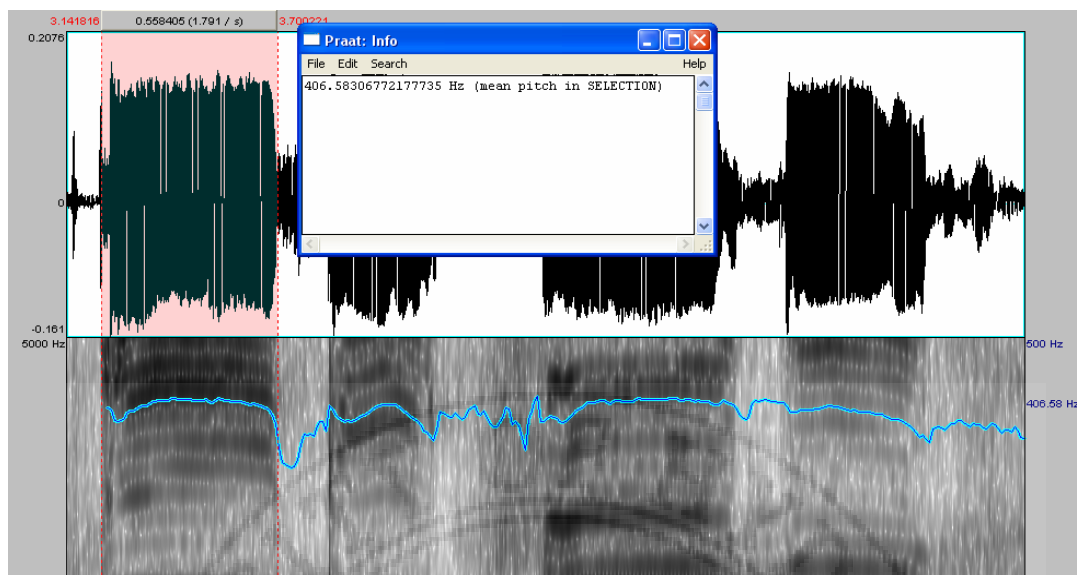 3.141816 0.558405 (1.791 / s) 3.700221
0.2076
Praat: Info
File Edit Search Help
406.58306772177735 Hz (mean pitch in SELECTION)
0
-0.161
5000 Hz 500 Hz
406.58 Hz